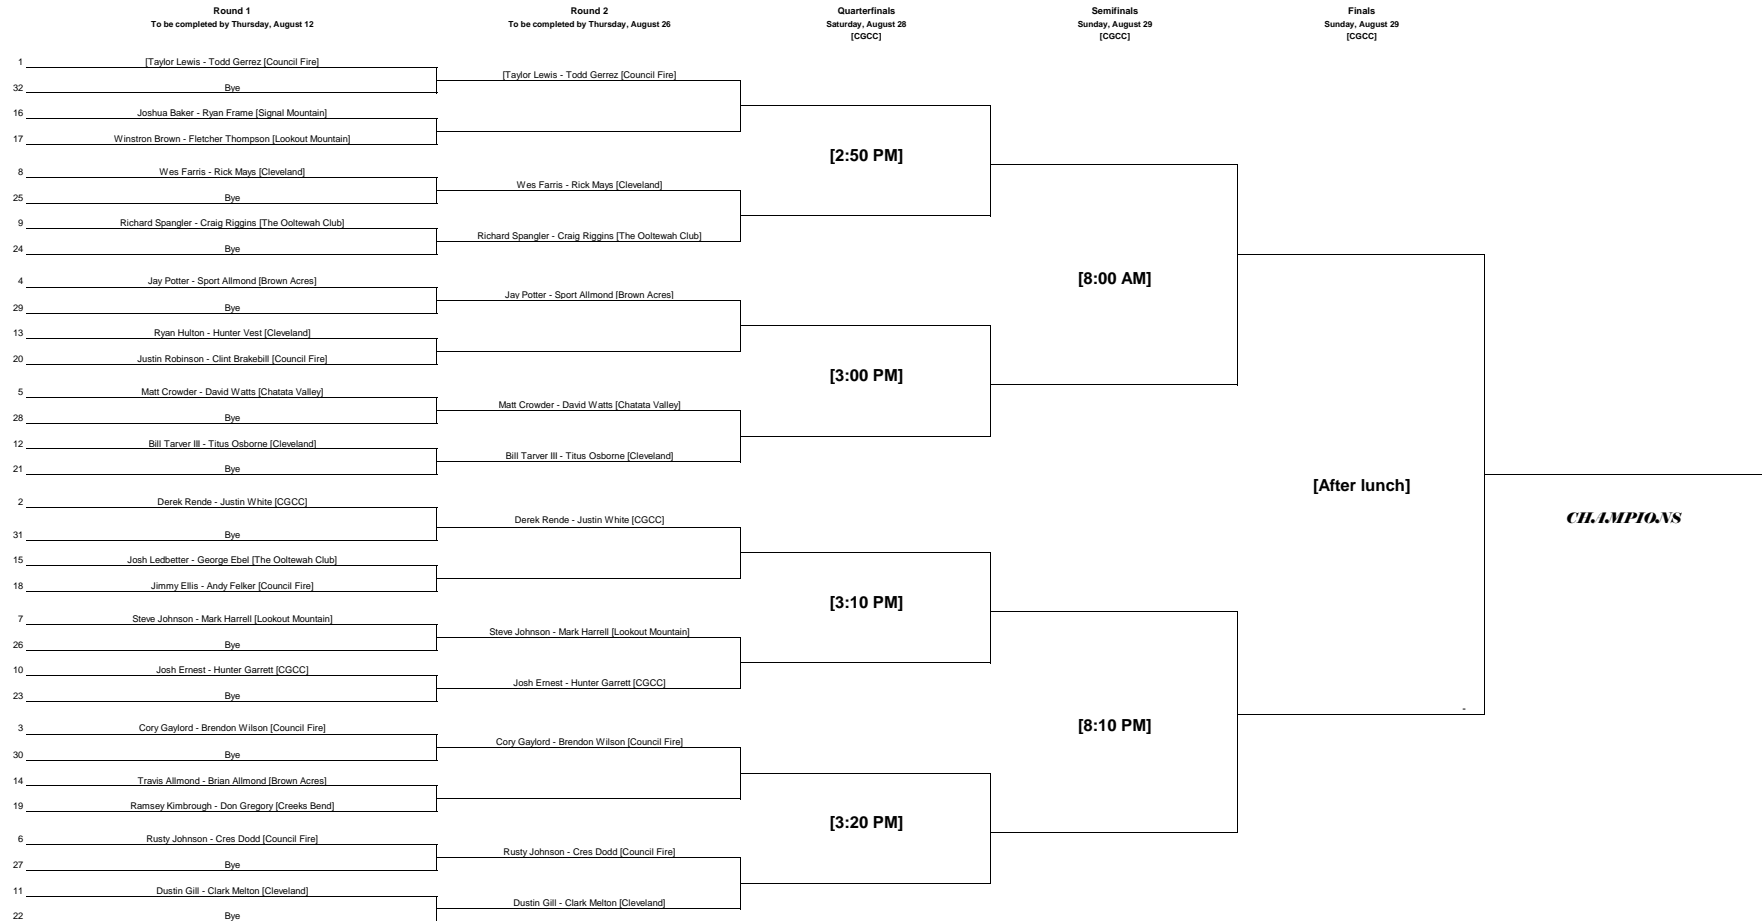 Round 1
To be completed by Thursday, August 12
Round 2
To be completed by Thursday, August 26
Quarterfinals
Saturday, August 28
[CGCC]
Semifinals
Sunday, August 29
[CGCC]
Finals
Sunday, August 29
[CGCC]
1 [Taylor Lewis - Todd Gerrez [Council Fire]
[Taylor Lewis - Todd Gerrez [Council Fire]
32 Bye
16 Joshua Baker - Ryan Frame [Signal Mountain]
17 Winstron Brown - Fletcher Thompson [Lookout Mountain]
[2:50 PM]
8 Wes Farris - Rick Mays [Cleveland]
Wes Farris - Rick Mays [Cleveland]
25 Bye
9 Richard Spangler - Craig Riggins [The Ooltewah Club]
Richard Spangler - Craig Riggins [The Ooltewah Club]
24 Bye
[8:00 AM]
4 Jay Potter - Sport Allmond [Brown Acres]
Jay Potter - Sport Allmond [Brown Acres]
29 Bye
13 Ryan Hulton - Hunter Vest [Cleveland]
20 Justin Robinson - Clint Brakebill [Council Fire]
[3:00 PM]
5 Matt Crowder - David Watts [Chatata Valley]
Matt Crowder - David Watts [Chatata Valley]
28 Bye
12 Bill Tarver III - Titus Osborne [Cleveland]
Bill Tarver III - Titus Osborne [Cleveland]
21 Bye
[After lunch]
2 Derek Rende - Justin White [CGCC]
Derek Rende - Justin White [CGCC]
CHAMPIONS
31 Bye
15 Josh Ledbetter - George Ebel [The Ooltewah Club]
18 Jimmy Ellis - Andy Felker [Council Fire]
[3:10 PM]
7 Steve Johnson - Mark Harrell [Lookout Mountain]
Steve Johnson - Mark Harrell [Lookout Mountain]
26 Bye
10 Josh Ernest - Hunter Garrett [CGCC]
Josh Ernest - Hunter Garrett [CGCC]
23 Bye
-
[8:10 PM]
3 Cory Gaylord - Brendon Wilson [Council Fire]
Cory Gaylord - Brendon Wilson [Council Fire]
30 Bye
14 Travis Allmond - Brian Allmond [Brown Acres]
19 Ramsey Kimbrough - Don Gregory [Creeks Bend]
[3:20 PM]
6 Rusty Johnson - Cres Dodd [Council Fire]
Rusty Johnson - Cres Dodd [Council Fire]
27 Bye
11 Dustin Gill - Clark Melton [Cleveland]
Dustin Gill - Clark Melton [Cleveland]
22 Bye